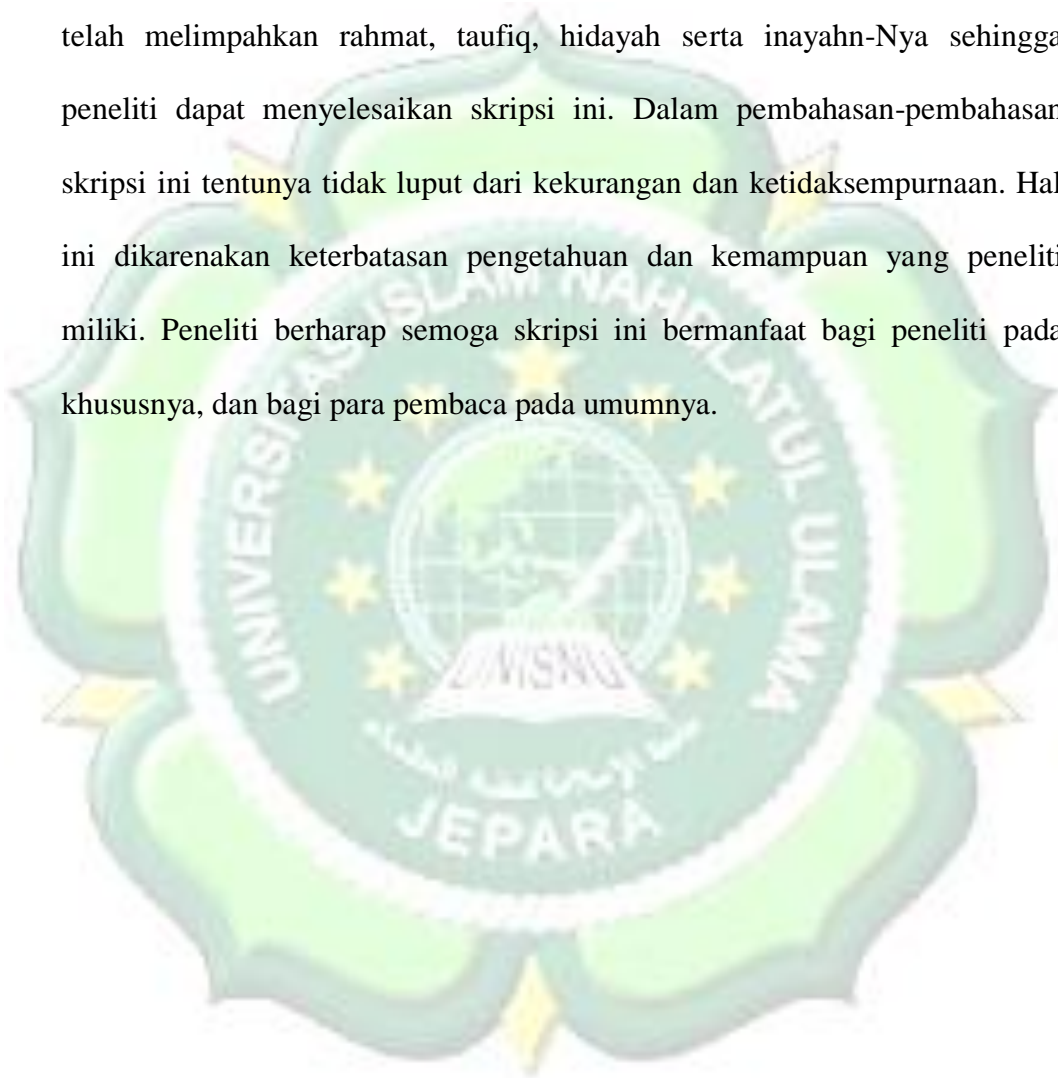 telah melimpahkan rahmat, taufiq, hidayah serta inayahn-Nya sehingga
peneliti dapat menyelesaikan skripsi ini. Dalam pembahasan-pembahasan
skripsi ini tentunya tidak luput dari kekurangan dan ketidaksempurnaan. Hal
ini dikarenakan keterbatasan pengetahuan dan kemampuan yang peneliti
miliki. Peneliti berharap semoga skripsi ini bermanfaat bagi peneliti pada
khususnya, dan bagi para pembaca pada umumnya.
UNIVERSITAS ISLAM NAHDLATUL ULAMA
UNISNU
JEPARA